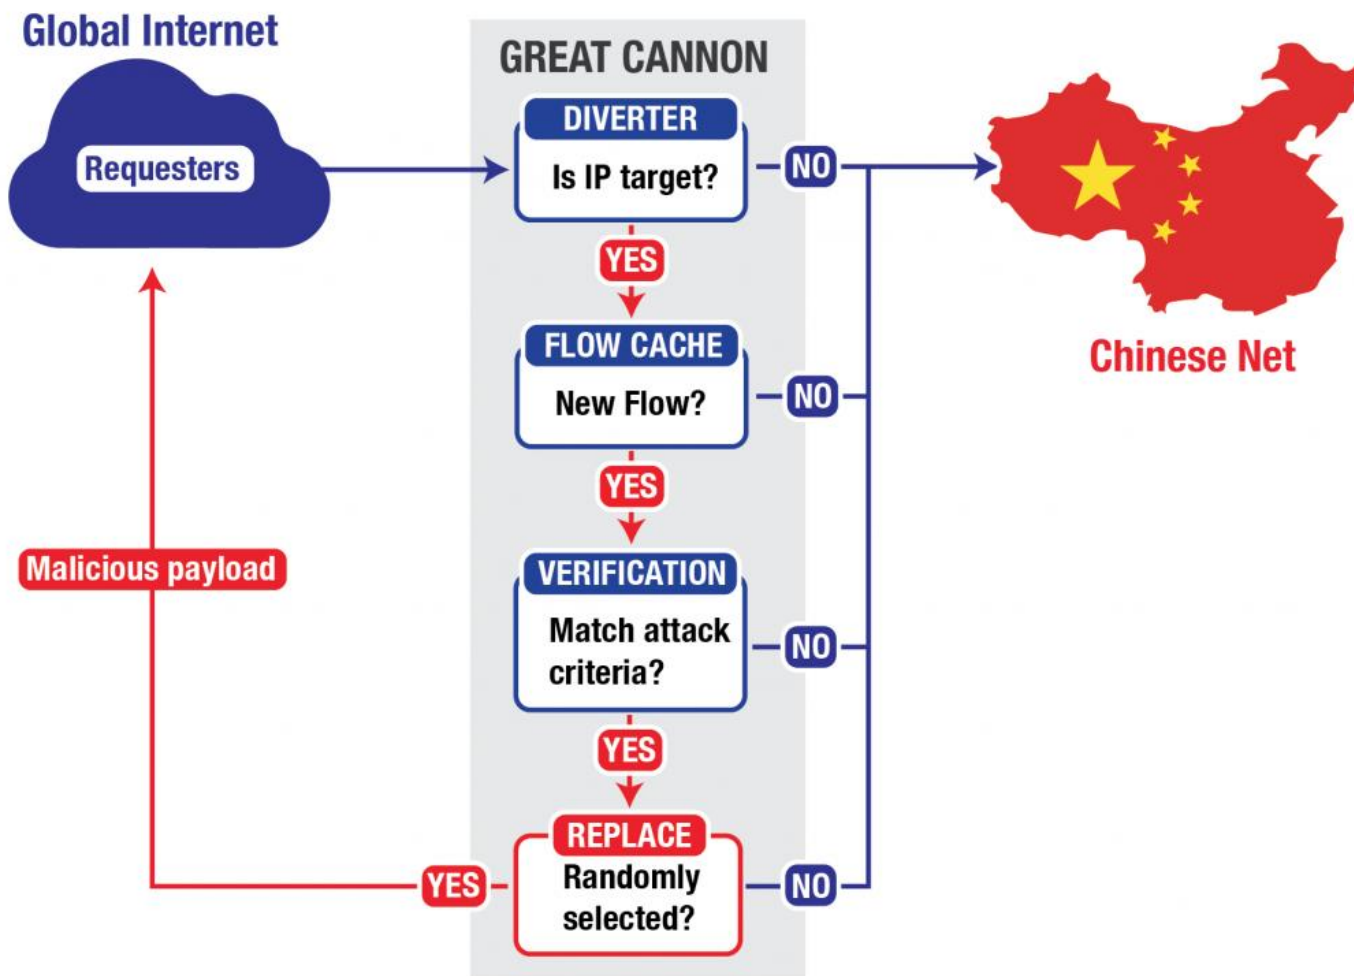 Global Internet
Requesters
GREAT CANNON
DIVERTER
Is IP target?
NO
YES
FLOW CACHE
New Flow?
NO
YES
VERIFICATION
Match attack
criteria?
NO
YES
REPLACE
Randomly
selected?
NO
YES
Malicious payload
Chinese Net